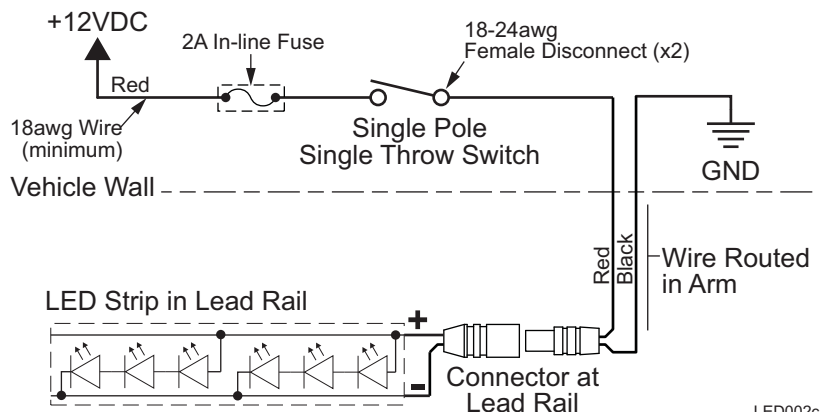 +12VDC
2A In-line Fuse
18-24awg
Female Disconnect (x2)
Red
18awg Wire
(minimum)
Single Pole
Single Throw Switch
GND
Vehicle Wall
Red
Black
Wire Routed
in Arm
LED Strip in Lead Rail
+
-
Connector at
Lead Rail